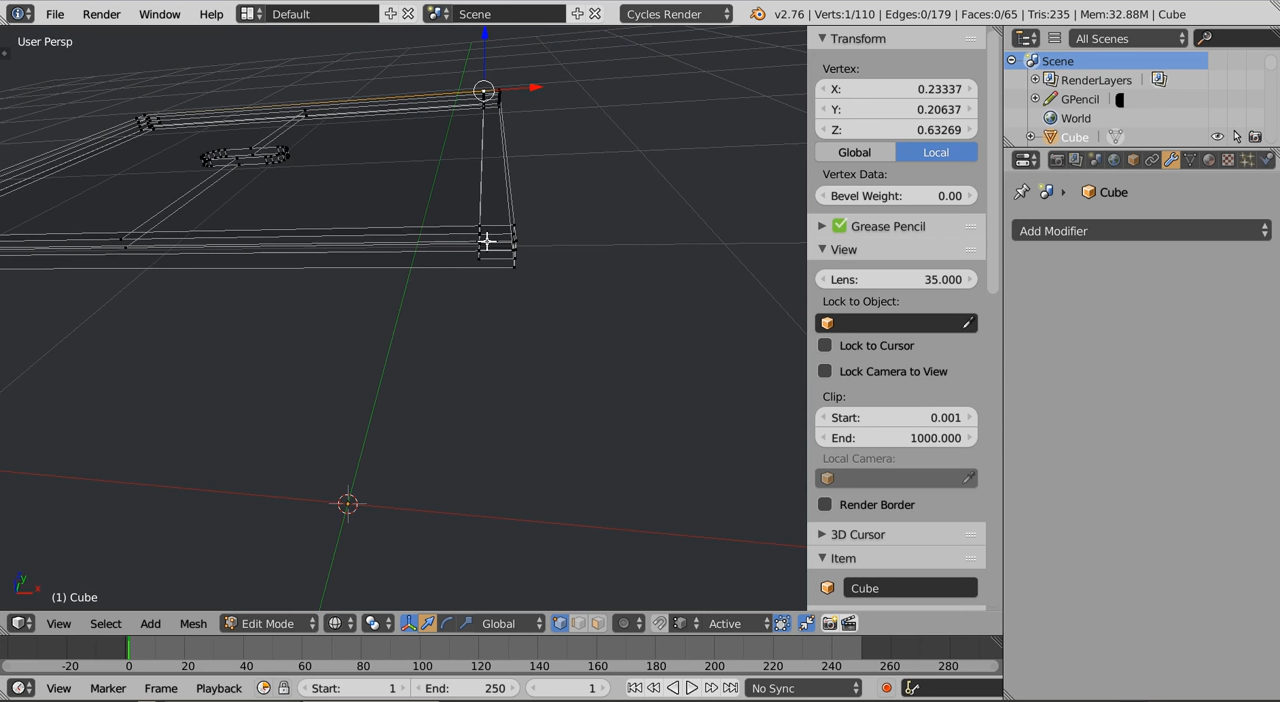 File Render Window Help Default Scene Cycles Render v2.76 | Verts:1/110 | Edges:0/179 | Faces:0/65 | Tris:235 | Mem:32.88M | Cube
User Persp
Transform
Vertex:
X: 0.23337
Y: 0.20637
Z: 0.63269
Global Local
Vertex Data:
Bevel Weight: 0.00
Grease Pencil
View
Lens: 35.000
Lock to Object:
Lock to Cursor
Lock Camera to View
Clip:
Start: 0.001
End: 1000.000
Local Camera:
Render Border
3D Cursor
Item
Cube
All Scenes
Scene
RenderLayers
GPencil
World
Cube
Cube
Add Modifier
y
x
(1) Cube
View Select Add Mesh Edit Mode Global Active
-20 0 20 40 60 80 100 120 140 160 180 200 220 240 260 280
View Marker Frame Playback Start: 1 End: 250 1 No Sync